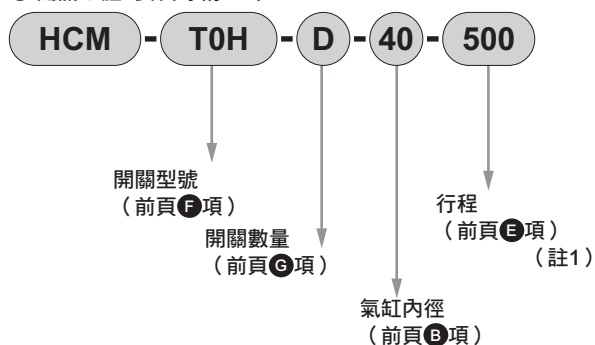 HCM - T0H - D - 40 - 500
開關型號
（前頁F項）
開關數量
（前頁G項）
氣缸內徑
（前頁B項）
行程
（前頁E項）
（註1）